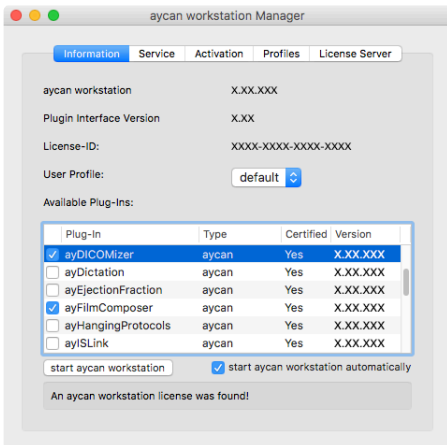 aycan workstation Manager
Information Service Activation Profiles License Server
aycan workstation X.XX.XXX
Plugin Interface Version X.XX
License-ID: XXXX-XXXX-XXXX-XXXX
User Profile: default
Available Plug-Ins:
Plug-In Type Certified Version
ayDICOMizer aycan Yes X.XX.XXX
ayDictation aycan Yes X.XX.XXX
ayEjectionFraction aycan Yes X.XX.XXX
ayFilmComposer aycan Yes X.XX.XXX
ayHangingProtocols aycan Yes X.XX.XXX
ayISLink aycan Yes X.XX.XXX
start aycan workstation start aycan workstation automatically
An aycan workstation license was found!